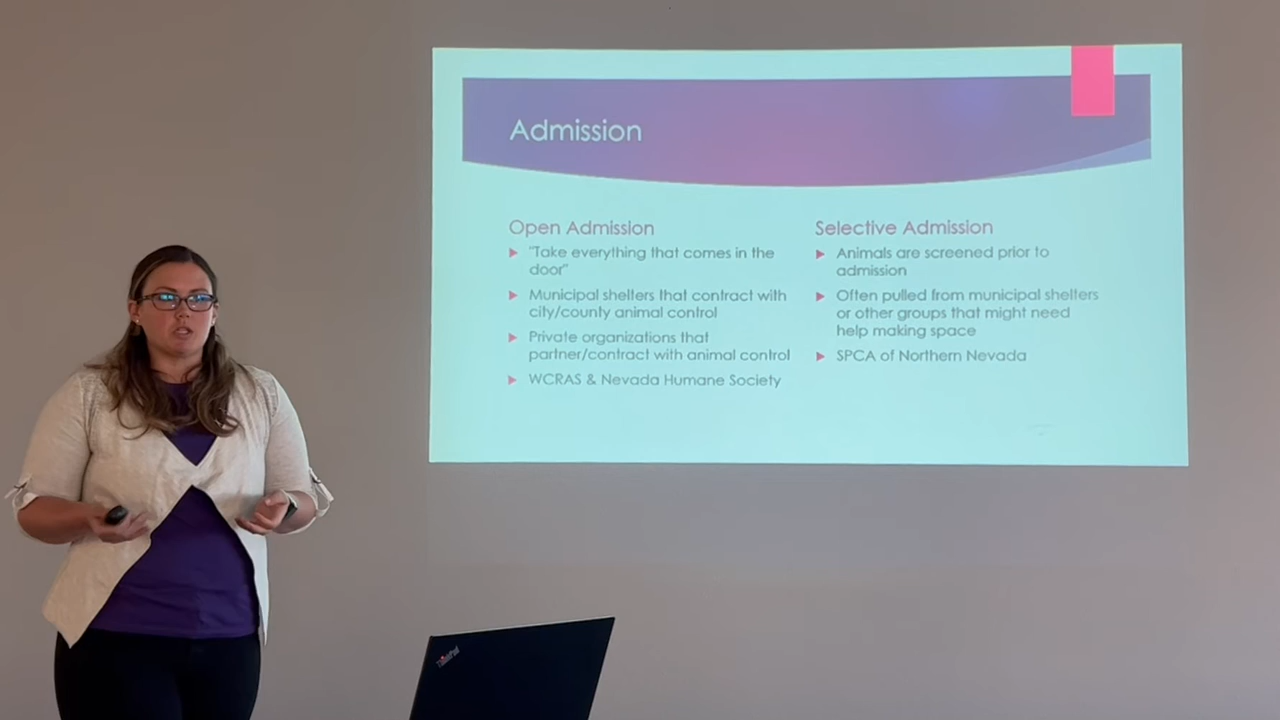 Admission
Open Admission
"Take everything that comes in the
door"
Municipal shelters that contract with
city/county animal control
Private organizations that
partner/contract with animal control
WCRAS & Nevada Humane Society
Selective Admission
Animals are screened prior to
admission
Often pulled from municipal shelters
or other groups that might need
help making space
SPCA of Northern Nevada
ThinkPad